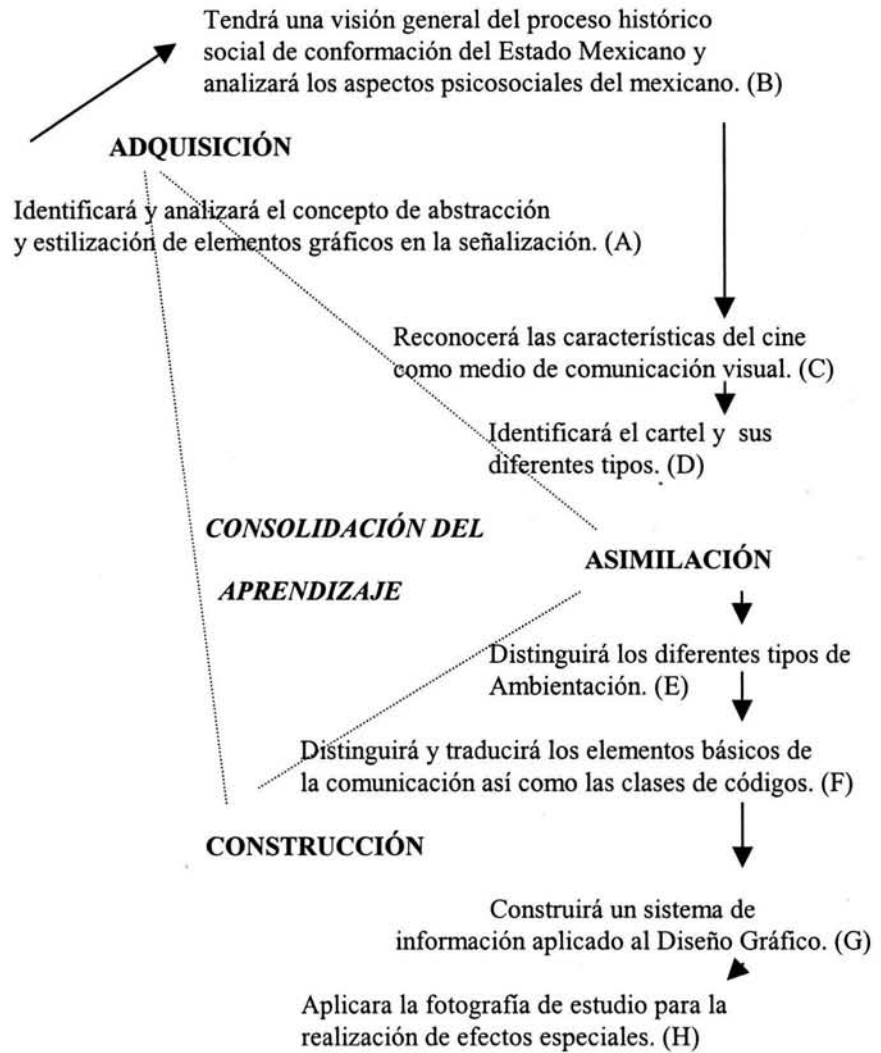 Tendrá una visión general del proceso histórico
social de conformación del Estado Mexicano y
analizará los aspectos psicosociales del mexicano. (B)
ADQUISICIÓN
Identificará y analizará el concepto de abstracción
y estilización de elementos gráficos en la señalización. (A)
Reconocerá las características del cine
como medio de comunicación visual. (C)
Identificará el cartel y sus
diferentes tipos. (D)
CONSOLIDACIÓN DEL
ASIMILACIÓN
APRENDIZAJE
Distinguirá los diferentes tipos de
Ambientación. (E)
Distinguirá y traducirá los elementos básicos de
la comunicación así como las clases de códigos. (F)
CONSTRUCCIÓN
Construirá un sistema de
información aplicado al Diseño Gráfico. (G)
Aplicara la fotografía de estudio para la
realización de efectos especiales. (H)